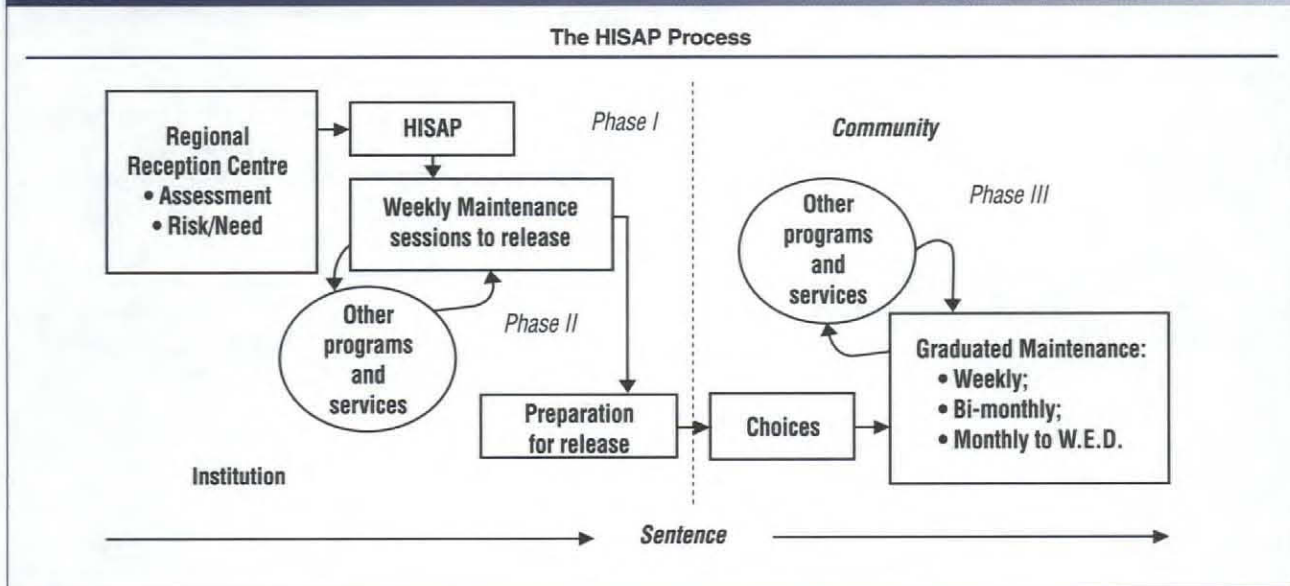 The HISAP Process
Regional
Reception Centre
• Assessment
• Risk/Need
HISAP
Phase I
Weekly Maintenance
sessions to release
Other
programs
and
services
Phase II
Preparation
for release
Institution
Community
Phase III
Other
programs
and
services
Choices
Graduated Maintenance:
• Weekly;
• Bi-monthly;
• Monthly to W.E.D.
Sentence